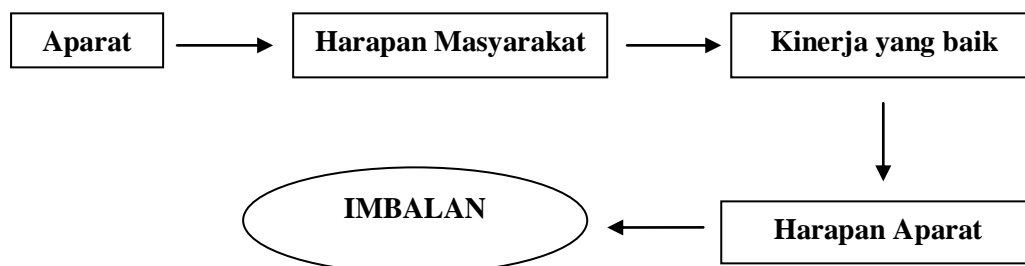 Aparat
Harapan Masyarakat
Kinerja yang baik
Harapan Aparat
IMBALAN